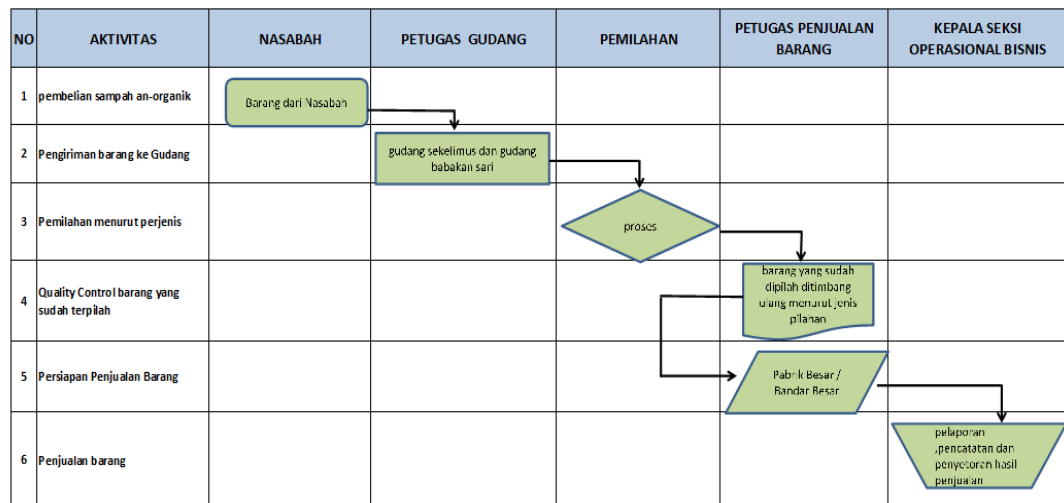 NO
AKTIVITAS
NASABAH
PETUGAS GUDANG
PEMILAHAN
PETUGAS PENJUALAN
BARANG
KEPALA SEKSI
OPERASIONAL BISNIS
1
pembelian sampah an-organik
Barang dari Nasabah
2
Pengiriman barang ke Gudang
gudang sekelimus dan gudang
babakan sari
3
Pemilahan menurut perjenis
proses
4
Quality Control barang yang
sudah terpilah
barang yang sudah
dipilah ditimbang
ulang menurut jenis
pilahan
5
Persiapan Penjualan Barang
Pabrik Besar /
Bandar Besar
6
Penjualan barang
pelaporan
,pencatatan dan
penyetoran hasil
penjualan